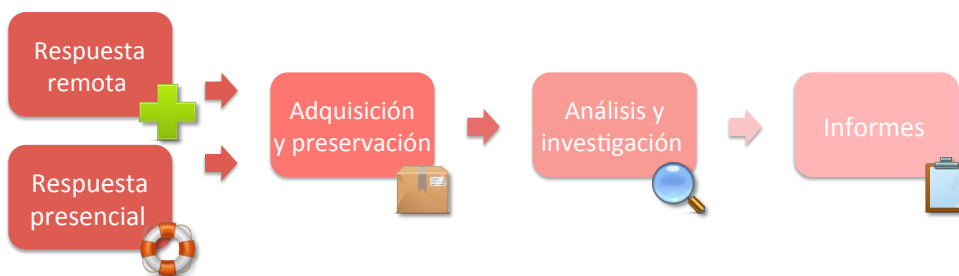 Respuesta
remota
Respuesta
presencial
Adquisición
y preservación
Análisis y
investigación
Informes